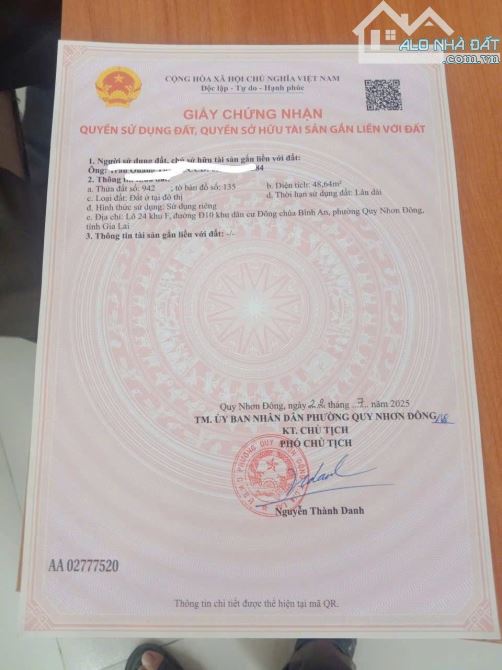 ALO NHÀ ĐẤT
.com.vn
CỘNG HÒA XÃ HỘI CHỦ NGHĨA VIỆT NAM
Độc lập - Tự do - Hạnh phúc
GIẤY CHỨNG NHẬN
QUYỀN SỬ DỤNG ĐẤT, QUYỀN SỞ HỮU TÀI SẢN GẮN LIỀN VỚI ĐẤT
1. Người sử dụng đất, chủ sở hữu tài sản gắn liền với đất:
Ông:
2. Thông tin
a. Thửa đất số: 942 ; tờ bản đồ số: 135 b. Diện tích: 48,64m²
c. Loại đất: Đất ở tại đô thị d. Thời hạn sử dụng đất: Lâu dài
đ. Hình thức sử dụng: Sử dụng riêng
e. Địa chỉ: Lô 24 khu F, đường Đ10 khu dân cư Đông chùa Bình An, phường Quy Nhơn Đông,
tỉnh Gia Lai
3. Thông tin tài sản gắn liền với đất: -/-
Quy Nhơn Đông, ngày 28 tháng 7 năm 2025
TM. ỦY BAN NHÂN DÂN PHƯỜNG QUY NHƠN ĐÔNG
KT. CHỦ TỊCH
PHÓ CHỦ TỊCH
Nguyễn Thành Danh
AA 02777520
Thông tin chi tiết được thể hiện tại mã QR.